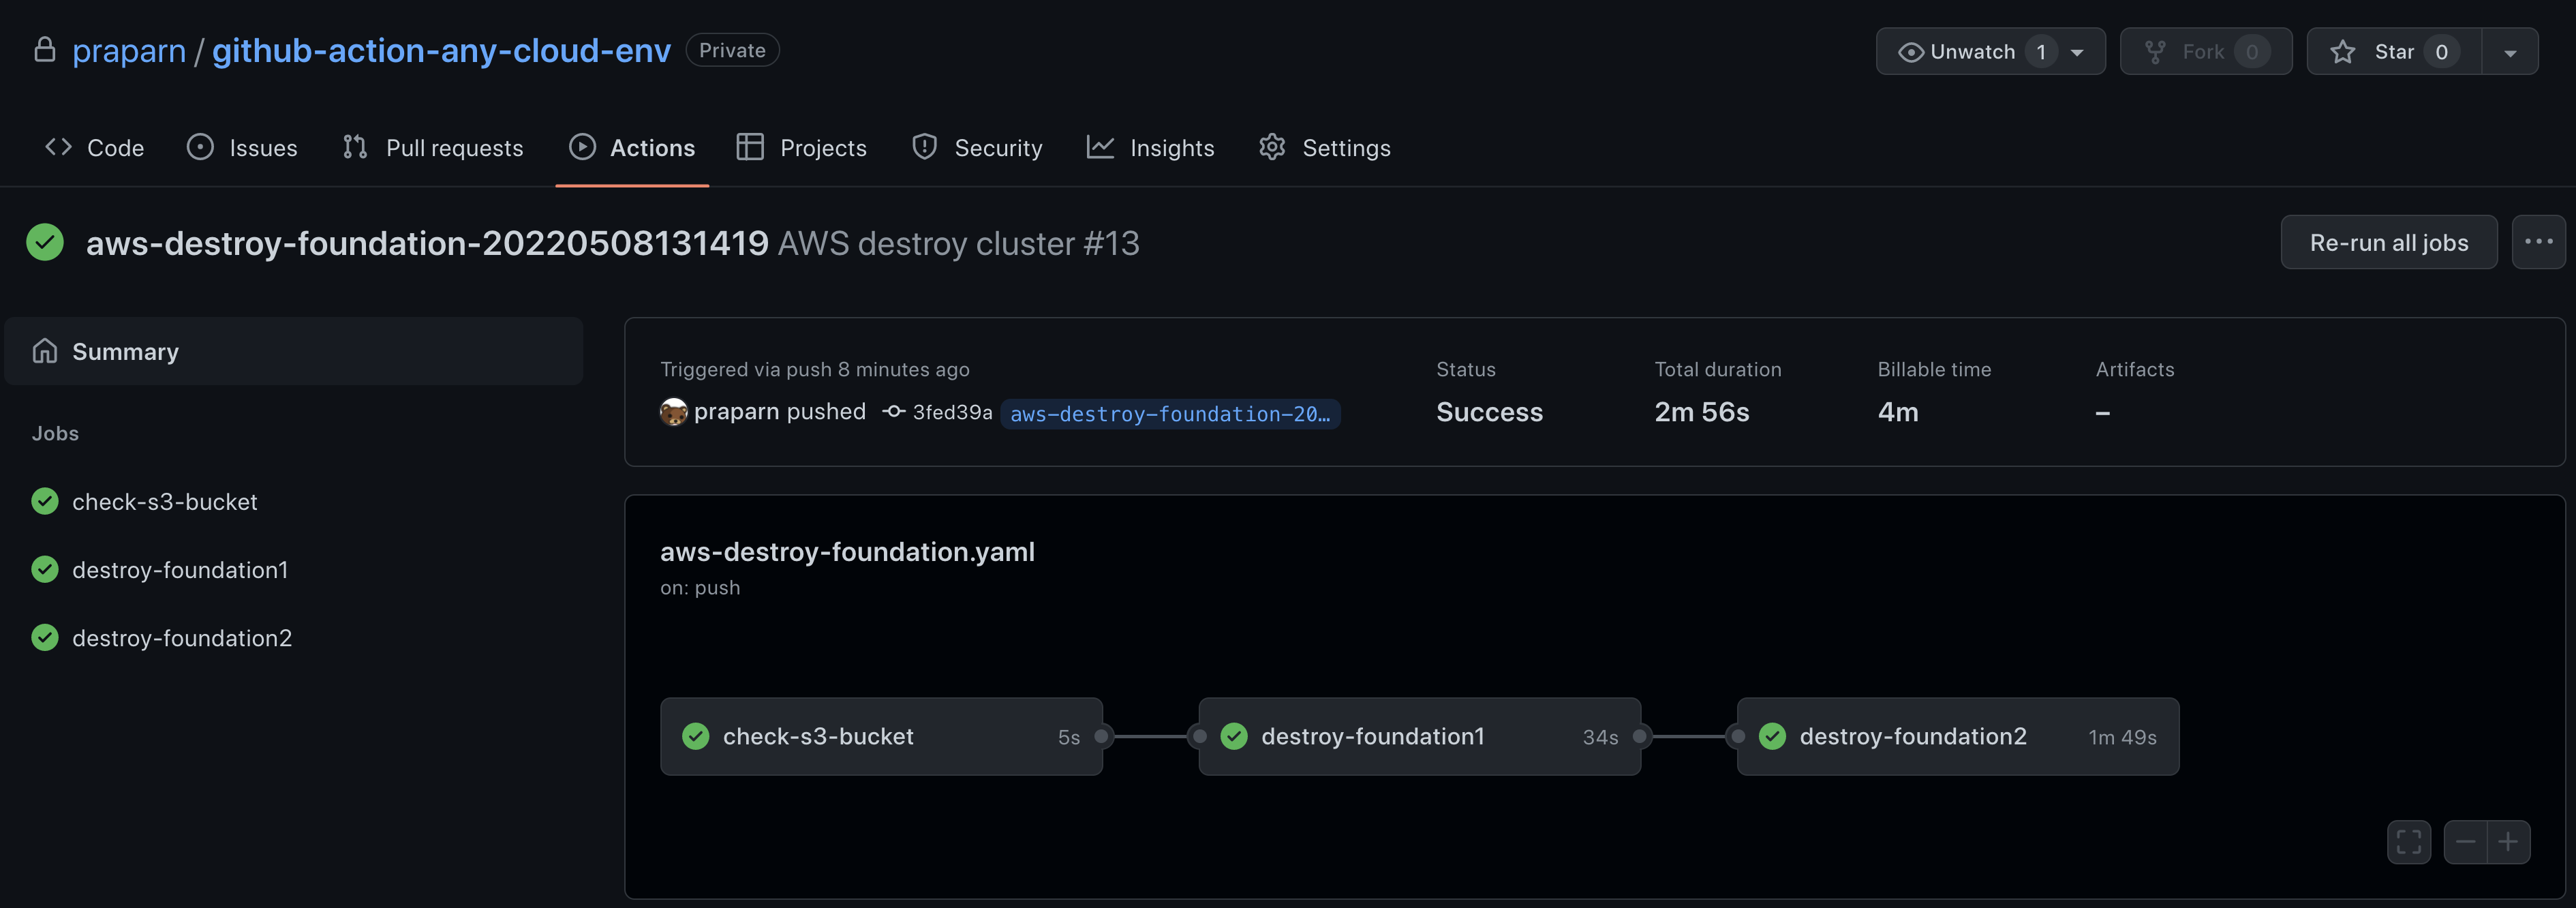 praparn / github-action-any-cloud-env Private
Unwatch 1 Fork 0 Star 0
Code Issues Pull requests Actions Projects Security Insights Settings
aws-destroy-foundation-20220508131419 AWS destroy cluster #13
Re-run all jobs
Summary
Jobs
check-s3-bucket
destroy-foundation1
destroy-foundation2
Triggered via push 8 minutes ago
praparn pushed 3fed39a aws-destroy-foundation-20…
Status
Success
Total duration
2m 56s
Billable time
4m
Artifacts
–
aws-destroy-foundation.yaml
on: push
check-s3-bucket 5s
destroy-foundation1 34s
destroy-foundation2 1m 49s